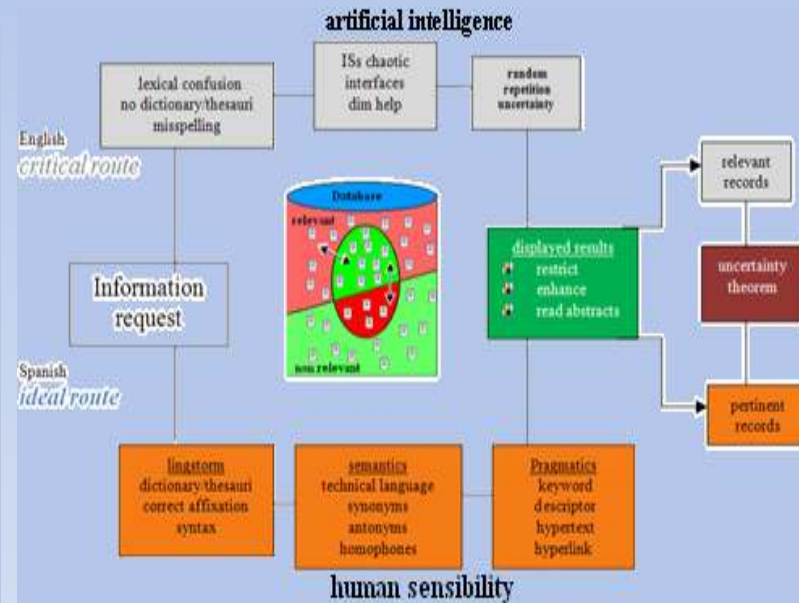 artificial intelligence
lexical confusion
no dictionary/thesauri
misspelling
ISs chaotic
interfaces
dim help
random
repetition
uncertainty
English
critical route
relevant
records
Database
relevant
non relevant
displayed results
restrict
enhance
read abstracts
uncertainty
theorem
Information
request
Spanish
ideal route
pertinent
records
lingstorm
dictionary/thesauri
correct affixation
syntax
semantics
technical language
synonyms
antonyms
homophones
Pragmatics
keyword
descriptor
hypertext
hyperlink
human sensibility